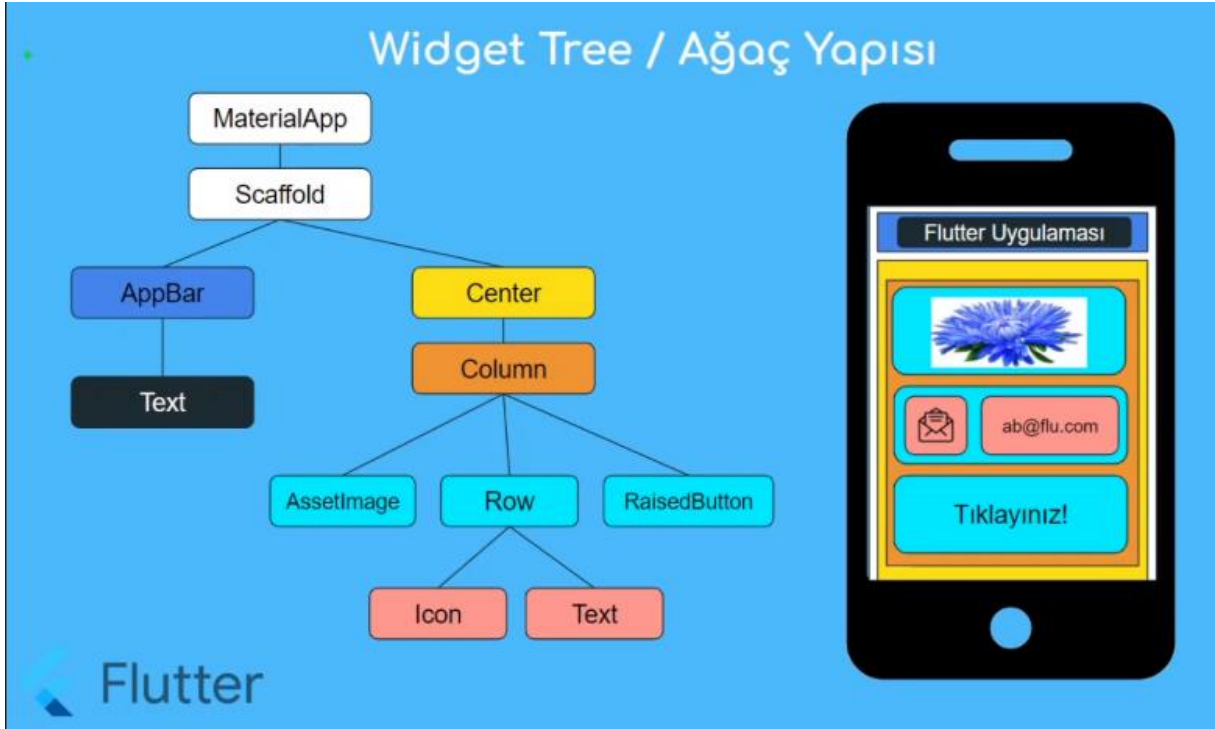 Widget Tree / Ağaç Yapısı
MaterialApp
Scaffold
AppBar
Center
Text
Column
AssetImage
Row
RaisedButton
Icon
Text
Flutter Uygulaması
ab@flu.com
Tıklayınız!
Flutter